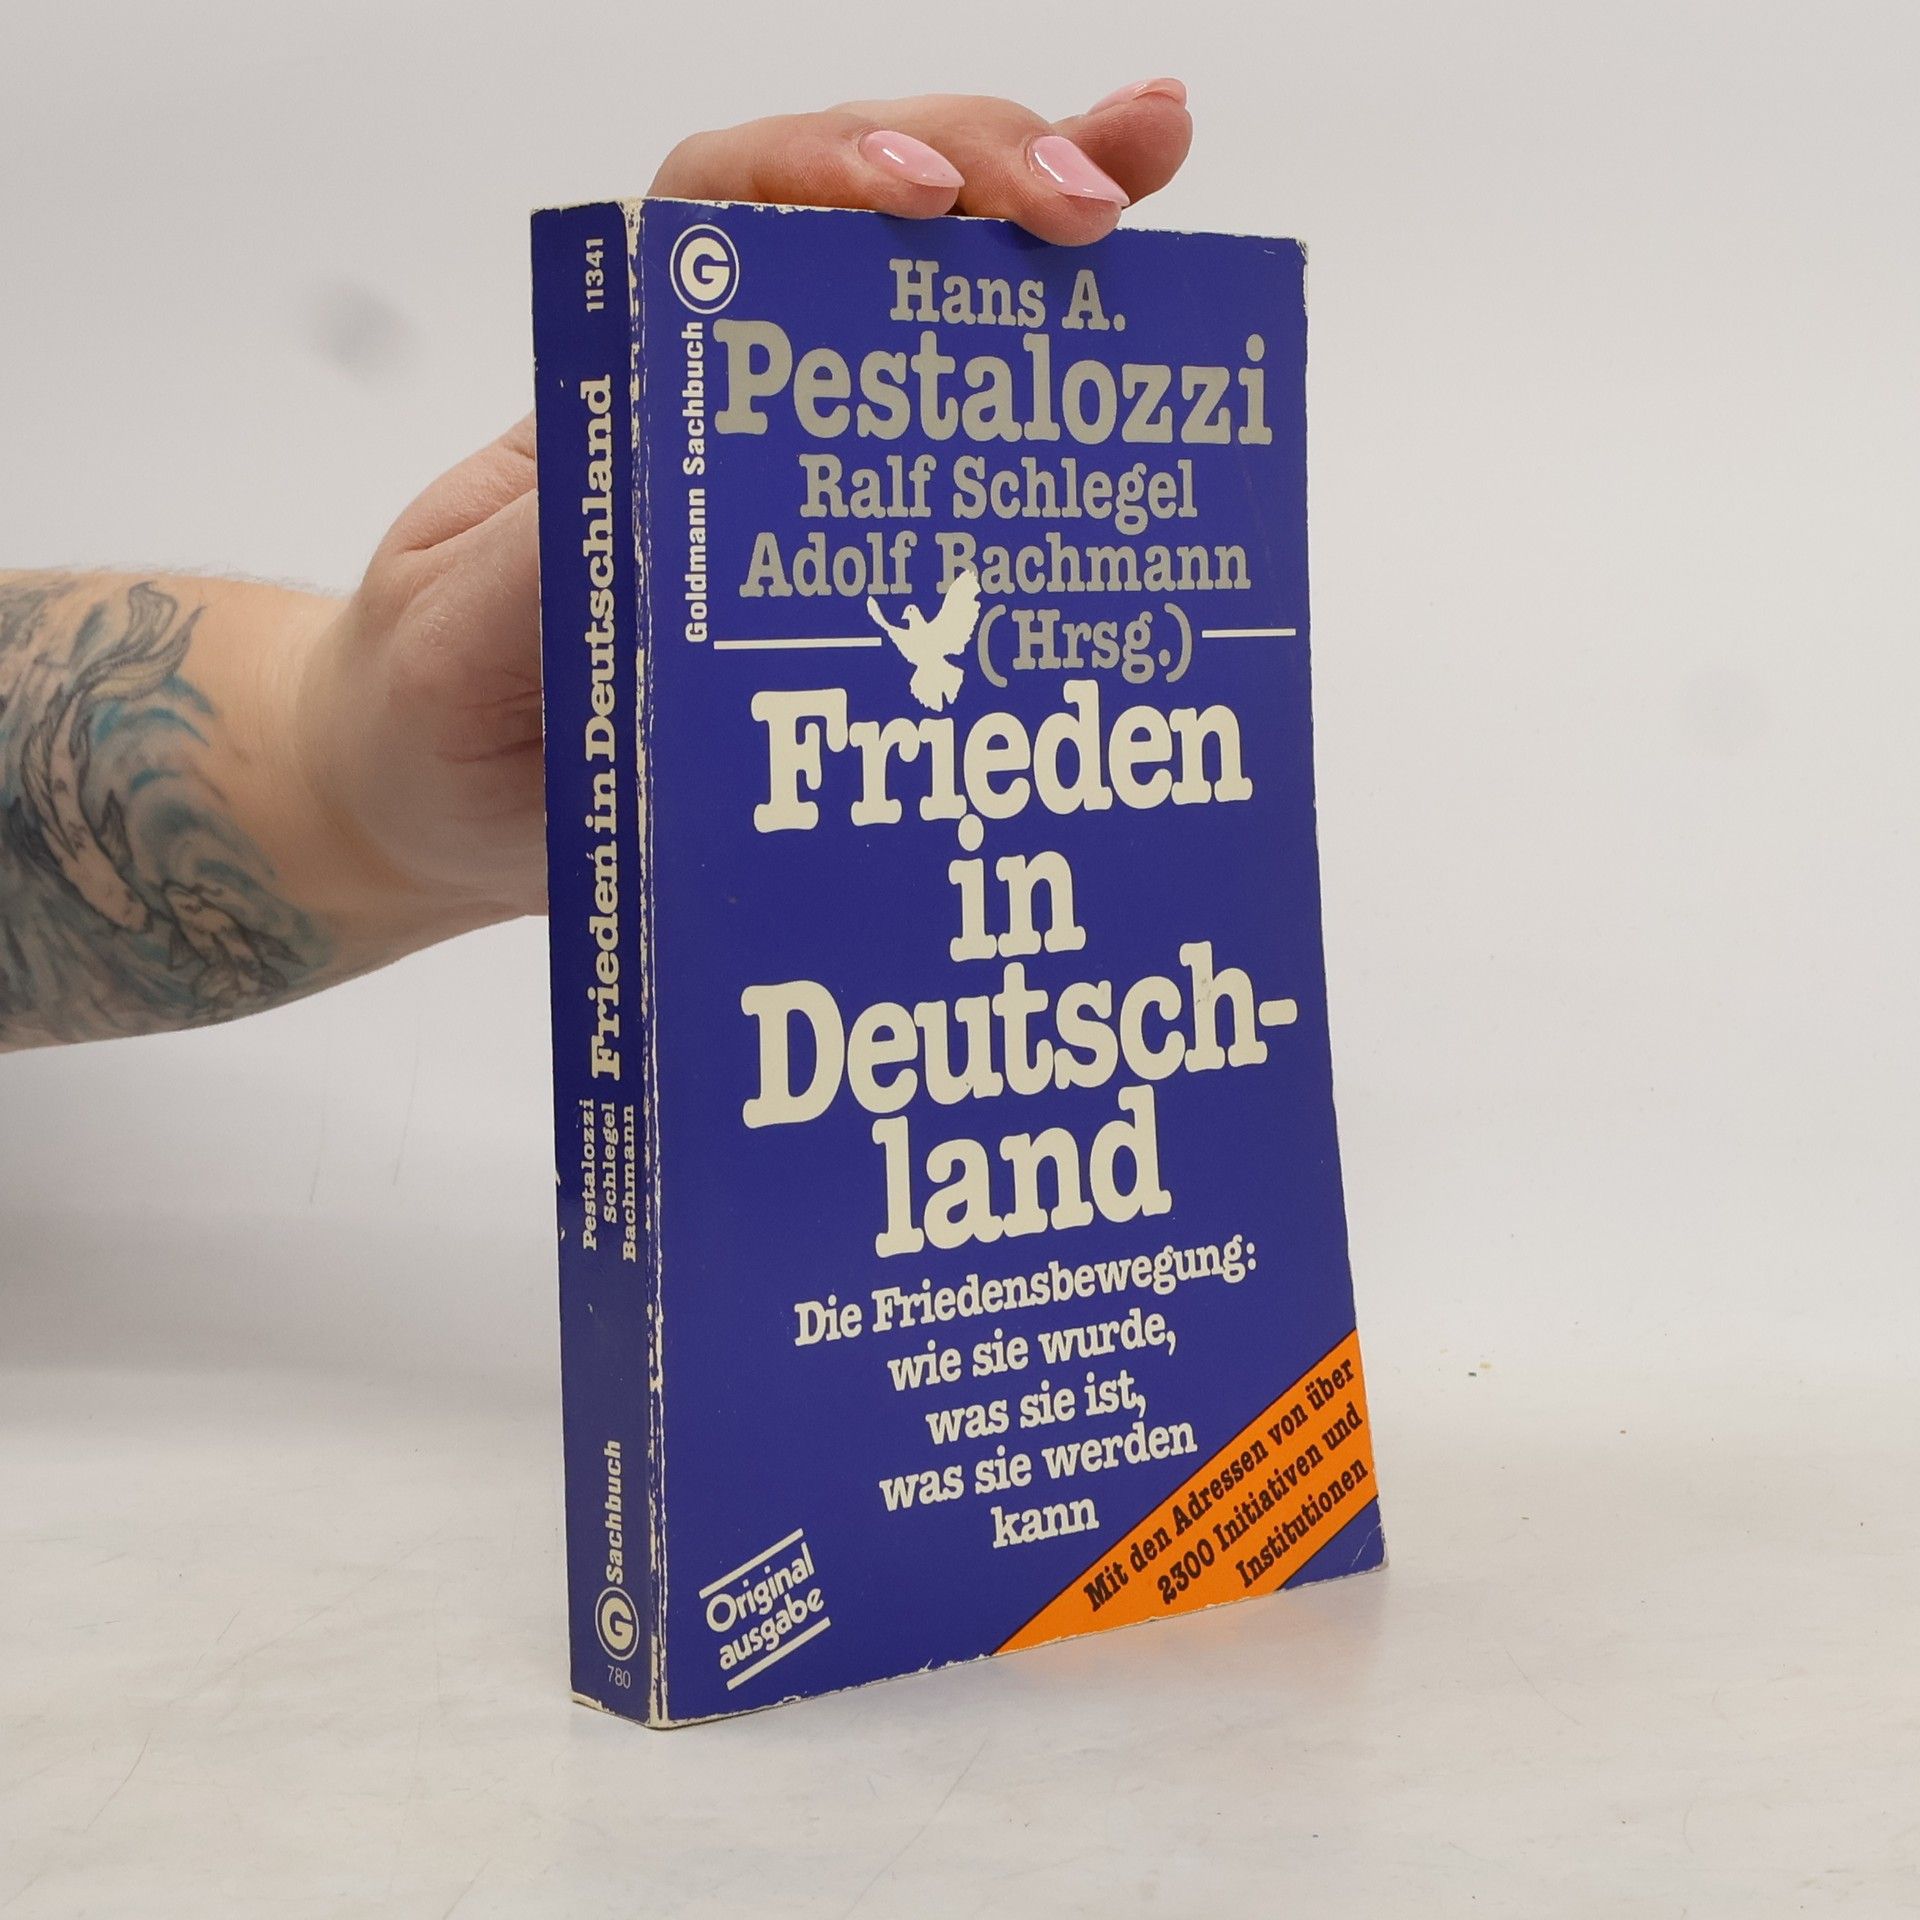 11341
Frieden in Deutschland
Pestalozzi
Schlegel
Bachmann
Sachbuch
G
780
G
Goldmann Sachbuch
Hans A.
Pestalozzi
Ralf Schlegel
Adolf Bachmann
(Hrsg.)
Frieden
in
Deutsch-
land
Die Friedensbewegung:
wie sie wurde,
was sie ist,
was sie werden
kann
Original
ausgabe
Mit den Adressen von über
2300 Initiativen und
Institutionen